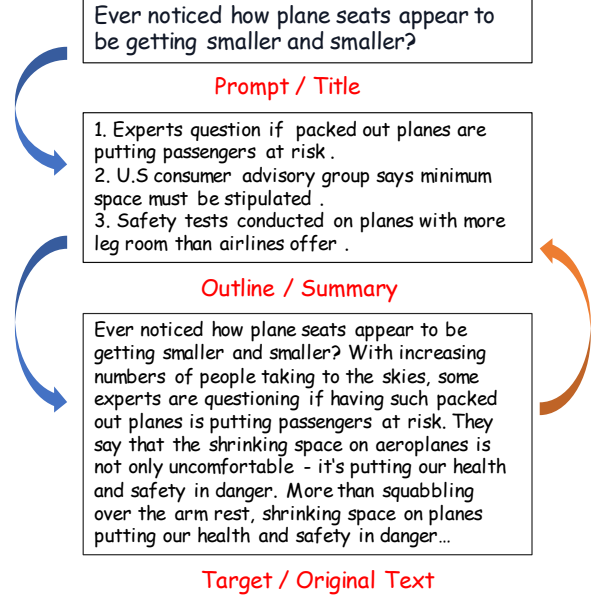 Ever noticed how plane seats appear to
be getting smaller and smaller?
Prompt / Title
1. Experts question if packed out planes are
putting passengers at risk .
2. U.S consumer advisory group says minimum
space must be stipulated .
3. Safety tests conducted on planes with more
leg room than airlines offer .
Outline / Summary
Ever noticed how plane seats appear to be
getting smaller and smaller? With increasing
numbers of people taking to the skies, some
experts are questioning if having such packed
out planes is putting passengers at risk. They
say that the shrinking space on aeroplanes is
not only uncomfortable - it's putting our health
and safety in danger. More than squabbling
over the arm rest, shrinking space on planes
putting our health and safety in danger…
Target / Original Text